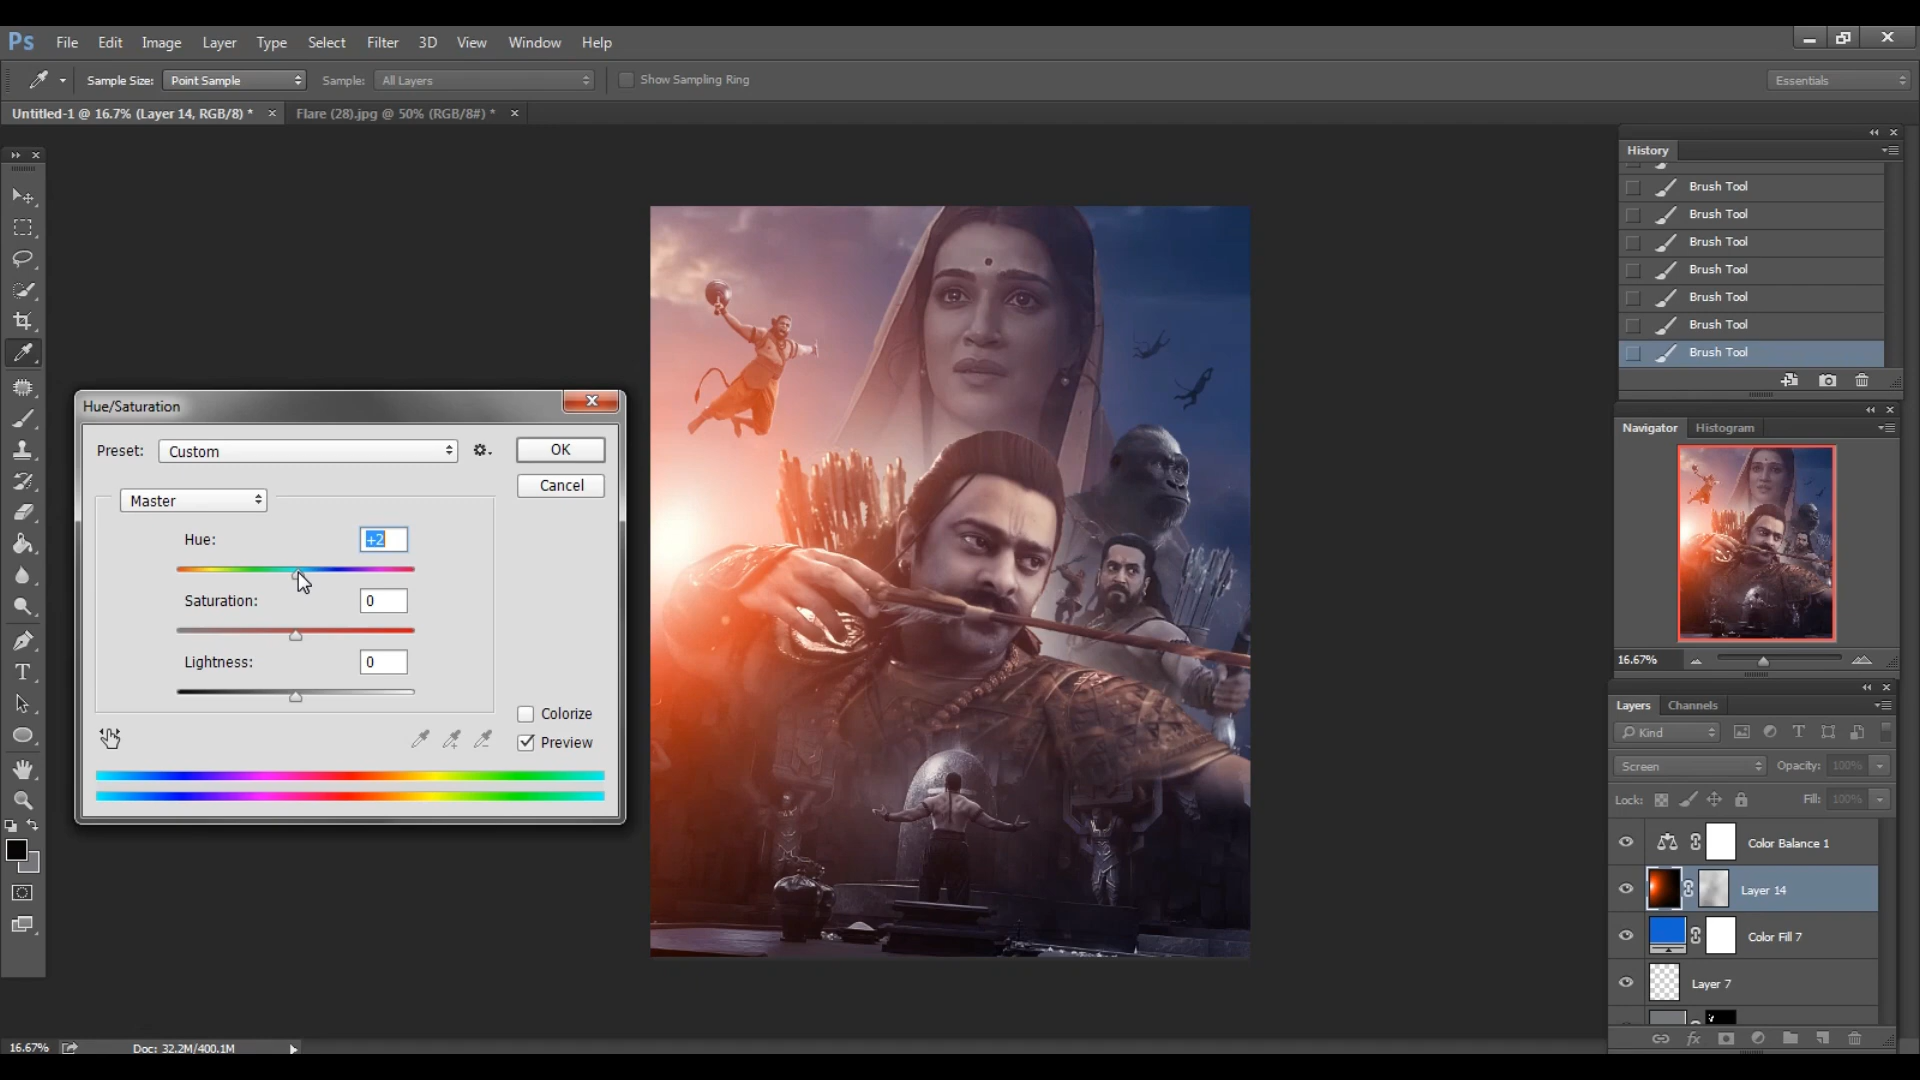 Ps File Edit Image Layer Type Select Filter 3D View Window Help
Sample Size: Point Sample Sample: All Layers Show Sampling Ring Essentials
Untitled-1 @ 16.7% (Layer 14, RGB/8) * × Flare (28).jpg @ 50% (RGB/8#) * ×
History
Brush Tool
Brush Tool
Brush Tool
Brush Tool
Brush Tool
Brush Tool
Brush Tool
Hue/Saturation
Preset: Custom OK
Cancel
Master
Hue: +2
Saturation: 0
Lightness: 0
Colorize
Preview
Navigator Histogram
16.67%
Layers Channels
Kind T
Screen Opacity: 100%
Lock: Fill: 100%
Color Balance 1
Layer 14
Color Fill 7
Layer 7
fx
T
16.67% Doc: 32.2M/400.1M